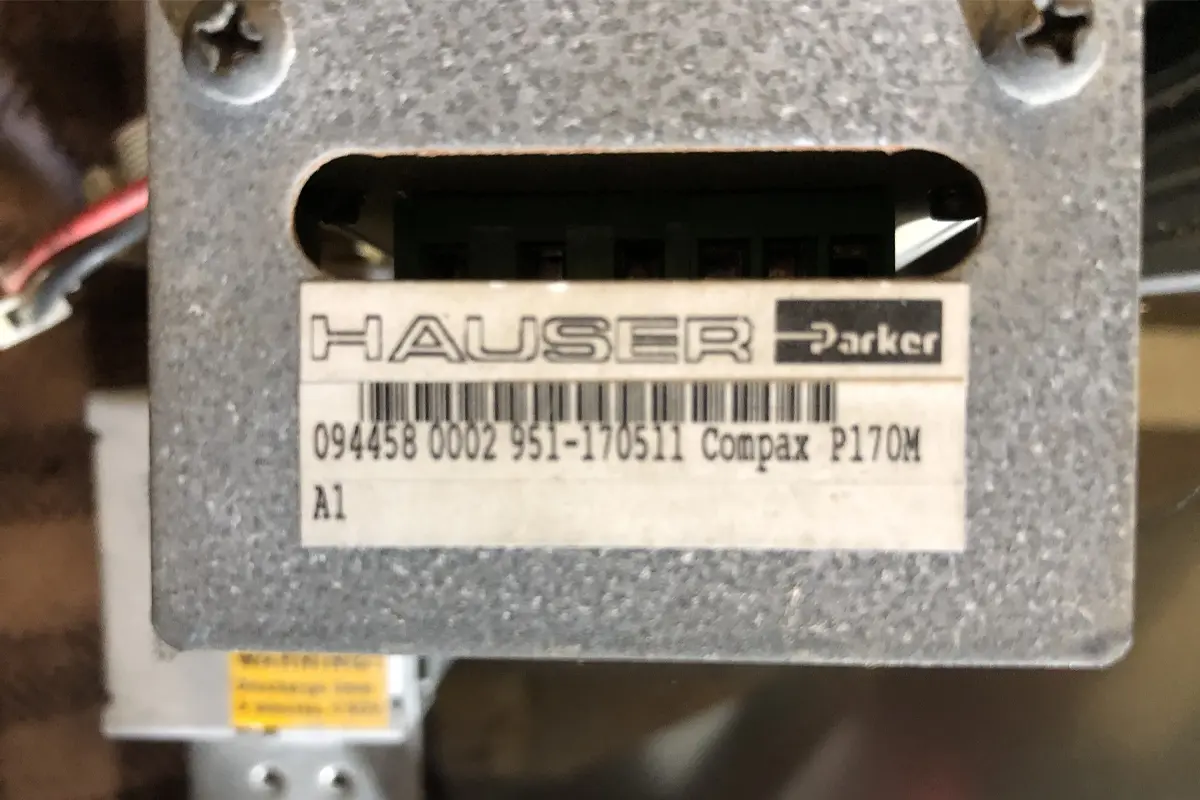 HAUSER Parker
094458 0002 951-170511 Compax P170M
A1